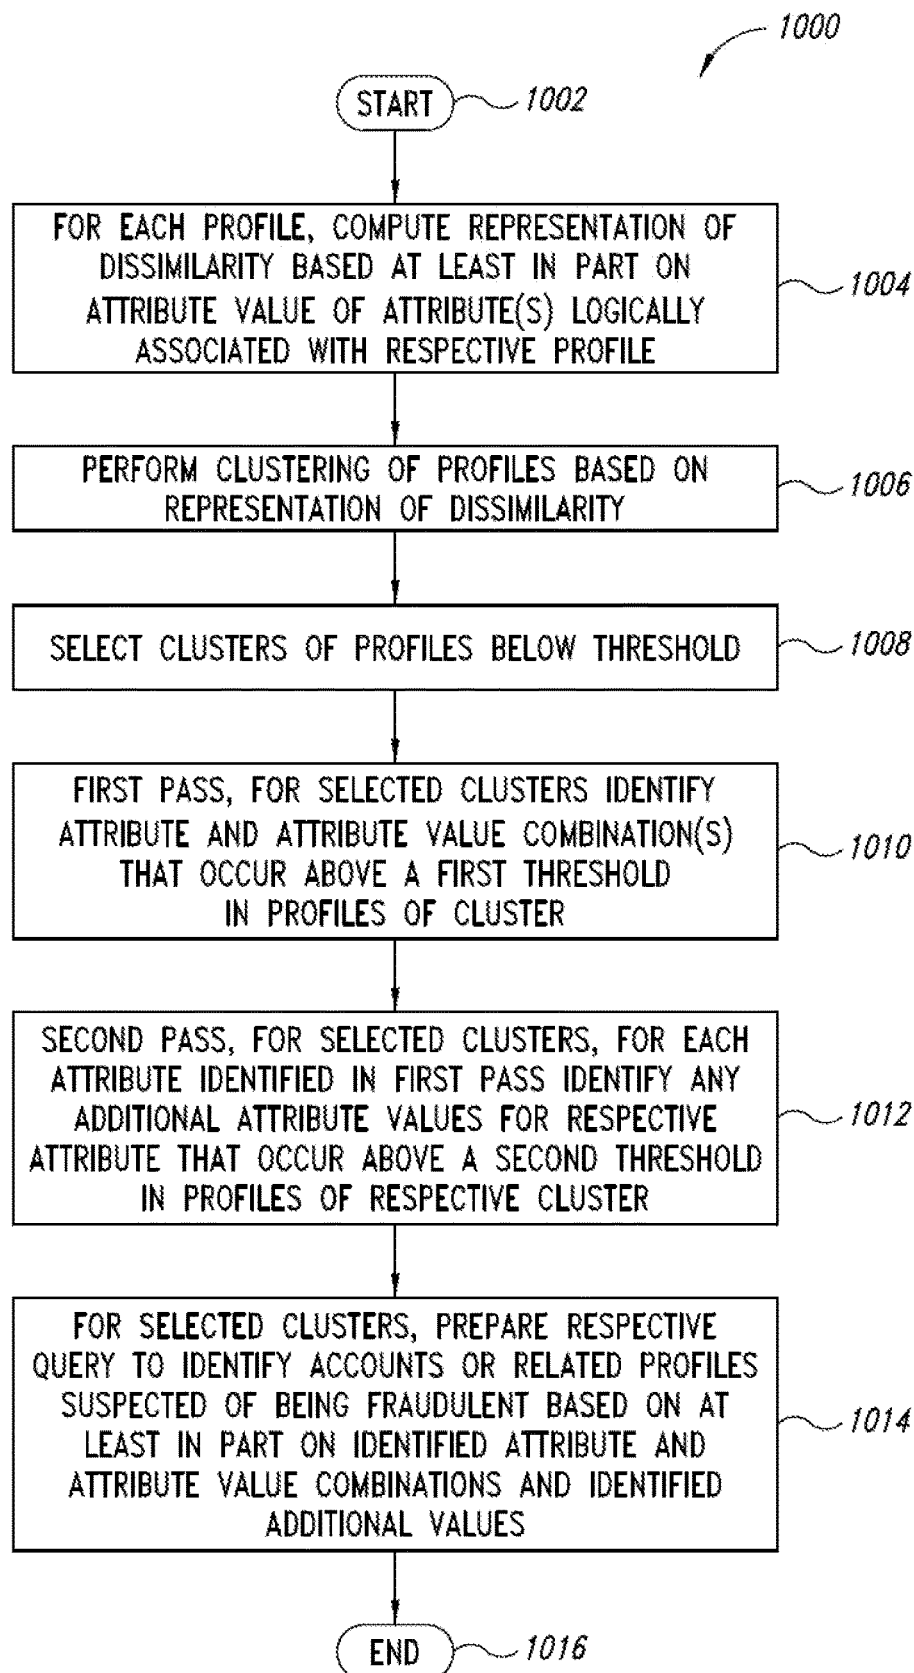 1000
START
1002
FOR EACH PROFILE, COMPUTE REPRESENTATION OF
DISSIMILARITY BASED AT LEAST IN PART ON
ATTRIBUTE VALUE OF ATTRIBUTE(S) LOGICALLY
ASSOCIATED WITH RESPECTIVE PROFILE
1004
PERFORM CLUSTERING OF PROFILES BASED ON
REPRESENTATION OF DISSIMILARITY
1006
SELECT CLUSTERS OF PROFILES BELOW THRESHOLD
1008
FIRST PASS, FOR SELECTED CLUSTERS IDENTIFY
ATTRIBUTE AND ATTRIBUTE VALUE COMBINATION(S)
THAT OCCUR ABOVE A FIRST THRESHOLD
IN PROFILES OF CLUSTER
1010
SECOND PASS, FOR SELECTED CLUSTERS, FOR EACH
ATTRIBUTE IDENTIFIED IN FIRST PASS IDENTIFY ANY
ADDITIONAL ATTRIBUTE VALUES FOR RESPECTIVE
ATTRIBUTE THAT OCCUR ABOVE A SECOND THRESHOLD
IN PROFILES OF RESPECTIVE CLUSTER
1012
FOR SELECTED CLUSTERS, PREPARE RESPECTIVE
QUERY TO IDENTIFY ACCOUNTS OR RELATED PROFILES
SUSPECTED OF BEING FRAUDULENT BASED ON AT
LEAST IN PART ON IDENTIFIED ATTRIBUTE AND
ATTRIBUTE VALUE COMBINATIONS AND IDENTIFIED
ADDITIONAL VALUES
1014
END
1016